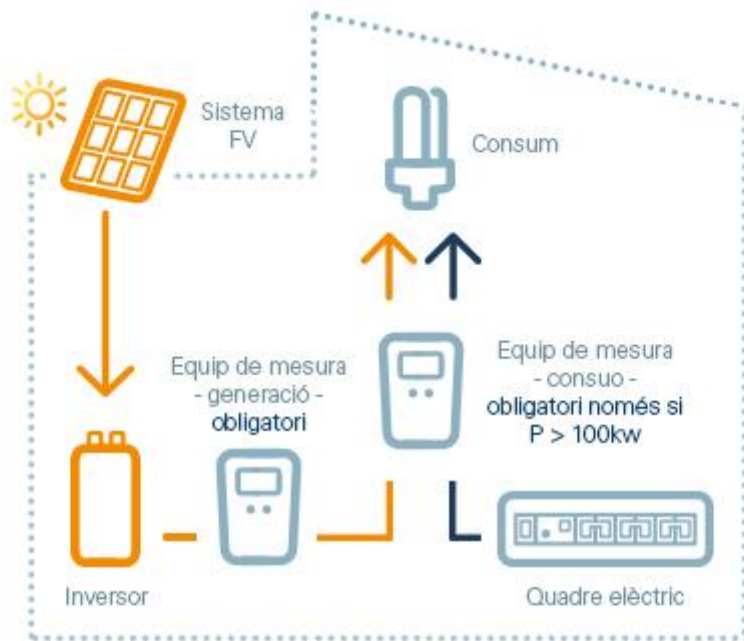 Sistema
FV
Consum
Equip de mesura
- generació -
obligatori
Equip de mesura
- consuo -
obligatori només si
P > 100kw
Inversor
Quadre elèctric